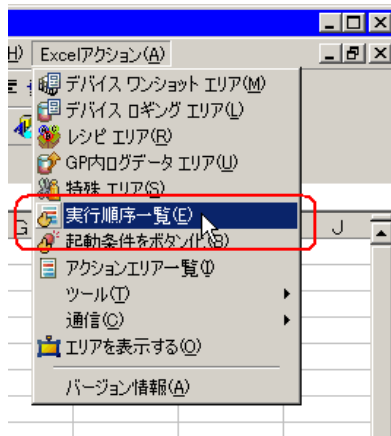 H) Excelアクション(A)
デバイス ワンショット エリア(M)
デバイス ロギング エリア(L)
レシピ エリア(R)
GP内ログデータ エリア(U)
特殊 エリア(S)
実行順序一覧(E)
起動条件をボタン化(B)
アクションエリア一覧(I)
ツール(T)
通信(C)
エリアを表示する(O)
バージョン情報(A)
G
J